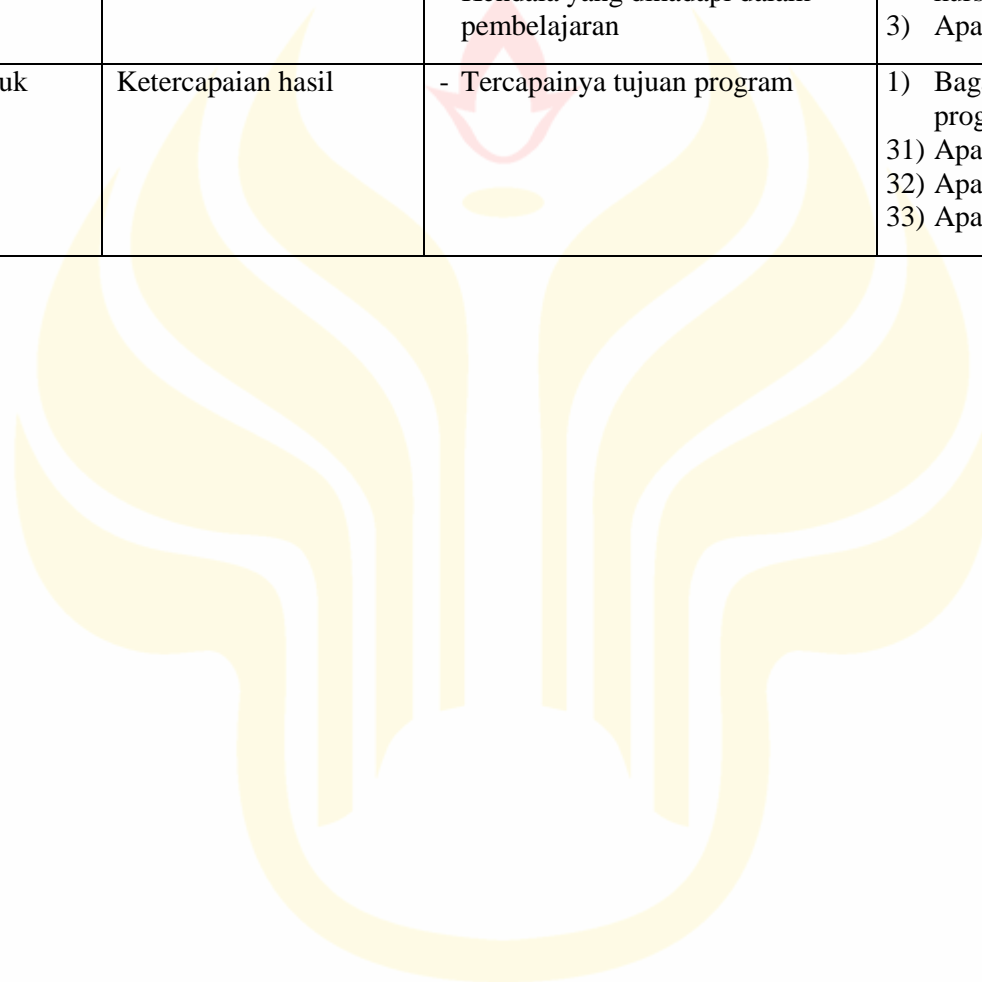 Kendala yang dihadapi dalam
pembelajaran
3) Apa
uk
Ketercapaian hasil
- Tercapainya tujuan program
1) Bag
prog
31) Apa
32) Apa
33) Apa